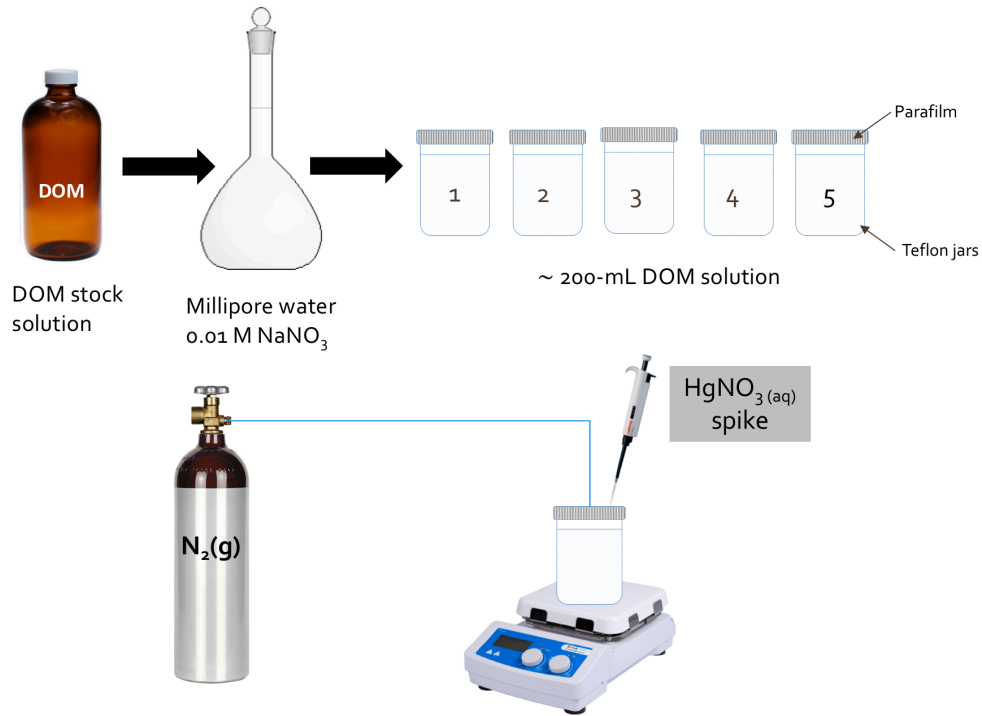 DOM
DOM stock
solution
Millipore water
0.01 M NaNO₃
1
2
3
4
5
Parafilm
Teflon jars
~ 200-mL DOM solution
HgNO₃ (aq)
spike
N₂(g)